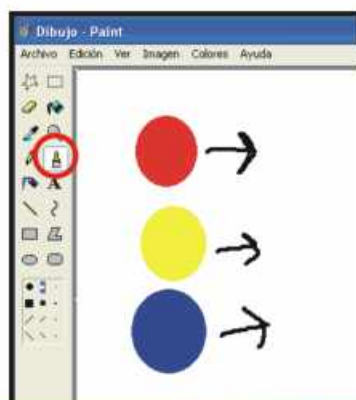 Dibujo - Paint
Archivo Edición Ver Imagen Colores Ayuda
A